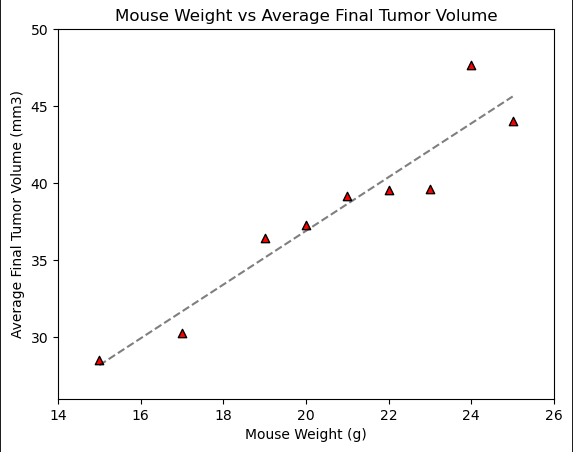 Mouse Weight vs Average Final Tumor Volume
Average Final Tumor Volume (mm3)
50
45
40
35
30
14 16 18 20 22 24 26
Mouse Weight (g)